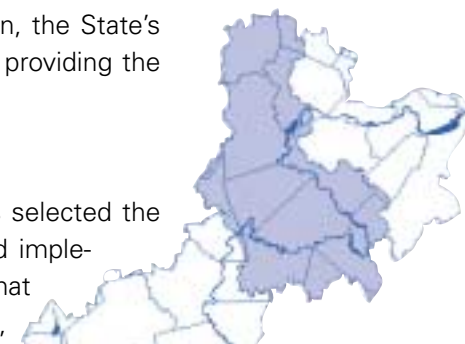 n, the State’s
providing the
selected the
d imple-
hat
,